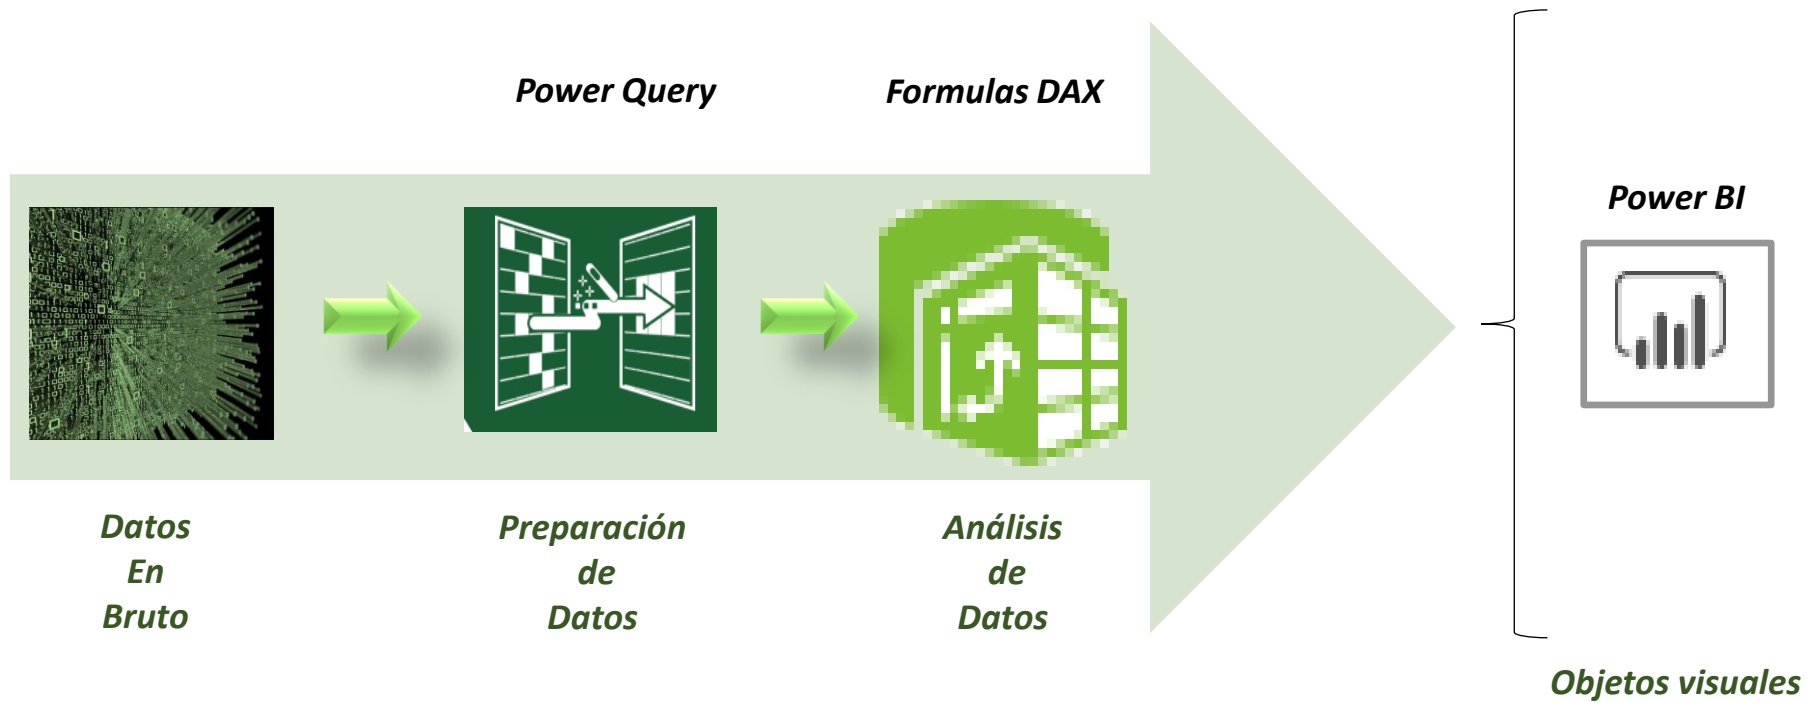 Power Query
Formulas DAX
Power BI
Datos
En
Bruto
Preparación
de
Datos
Análisis
de
Datos
Objetos visuales